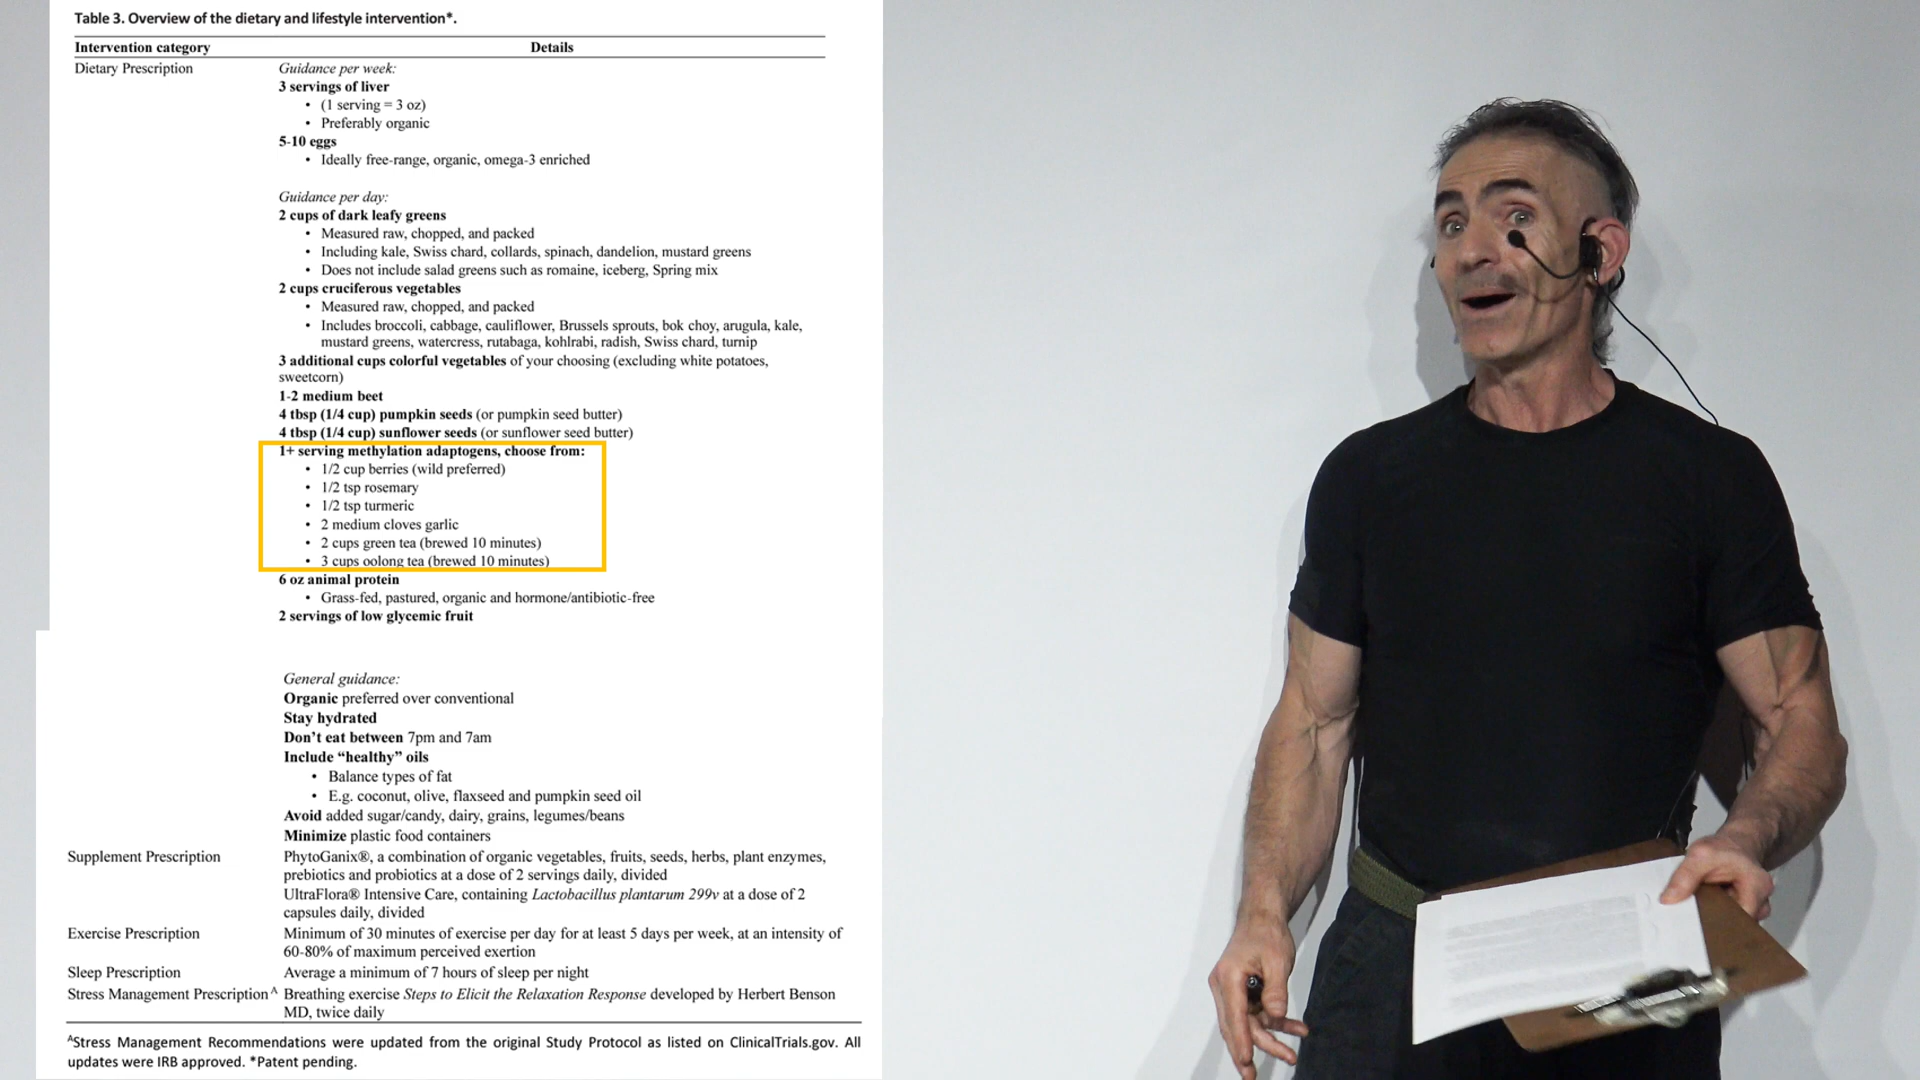 Table 3. Overview of the dietary and lifestyle intervention*.
Intervention category Details
Dietary Prescription Guidance per week:
3 servings of liver
• (1 serving = 3 oz)
• Preferably organic
5-10 eggs
• Ideally free-range, organic, omega-3 enriched
Guidance per day:
2 cups of dark leafy greens
• Measured raw, chopped, and packed
• Including kale, Swiss chard, collards, spinach, dandelion, mustard greens
• Does not include salad greens such as romaine, iceberg, Spring mix
2 cups cruciferous vegetables
• Measured raw, chopped, and packed
• Includes broccoli, cabbage, cauliflower, Brussels sprouts, bok choy, arugula, kale,
mustard greens, watercress, rutabaga, kohlrabi, radish, Swiss chard, turnip
3 additional cups colorful vegetables of your choosing (excluding white potatoes,
sweetcorn)
1-2 medium beet
4 tbsp (1/4 cup) pumpkin seeds (or pumpkin seed butter)
4 tbsp (1/4 cup) sunflower seeds (or sunflower seed butter)
1+ serving methylation adaptogens, choose from:
• 1/2 cup berries (wild preferred)
• 1/2 tsp rosemary
• 1/2 tsp turmeric
• 2 medium cloves garlic
• 2 cups green tea (brewed 10 minutes)
• 3 cups oolong tea (brewed 10 minutes)
6 oz animal protein
• Grass-fed, pastured, organic and hormone/antibiotic-free
2 servings of low glycemic fruit
General guidance:
Organic preferred over conventional
Stay hydrated
Don’t eat between 7pm and 7am
Include “healthy” oils
• Balance types of fat
• E.g. coconut, olive, flaxseed and pumpkin seed oil
Avoid added sugar/candy, dairy, grains, legumes/beans
Minimize plastic food containers
Supplement Prescription PhytoGanix®, a combination of organic vegetables, fruits, seeds, herbs, plant enzymes,
prebiotics and probiotics at a dose of 2 servings daily, divided
UltraFlora® Intensive Care, containing Lactobacillus plantarum 299v at a dose of 2
capsules daily, divided
Exercise Prescription Minimum of 30 minutes of exercise per day for at least 5 days per week, at an intensity of
60-80% of maximum perceived exertion
Sleep Prescription Average a minimum of 7 hours of sleep per night
Stress Management Prescription A Breathing exercise Steps to Elicit the Relaxation Response developed by Herbert Benson
MD, twice daily
AStress Management Recommendations were updated from the original Study Protocol as listed on ClinicalTrials.gov. All
updates were IRB approved. *Patent pending.